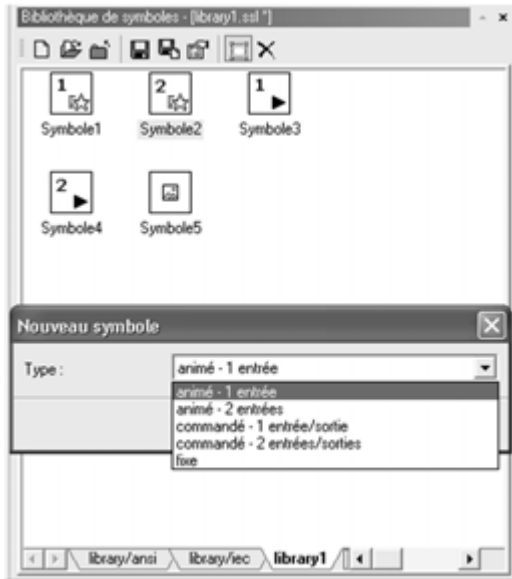 Bibliothèque de symboles - [library1.ssl *]
1
2
1
Symbole1
Symbole2
Symbole3
2
Symbole4
Symbole5
Nouveau symbole
Type :
animé - 1 entrée
animé - 1 entrée
animé - 2 entrées
commandé - 1 entrée/sortie
commandé - 2 entrées/sorties
fixe
library/ansi
library/iec
library1